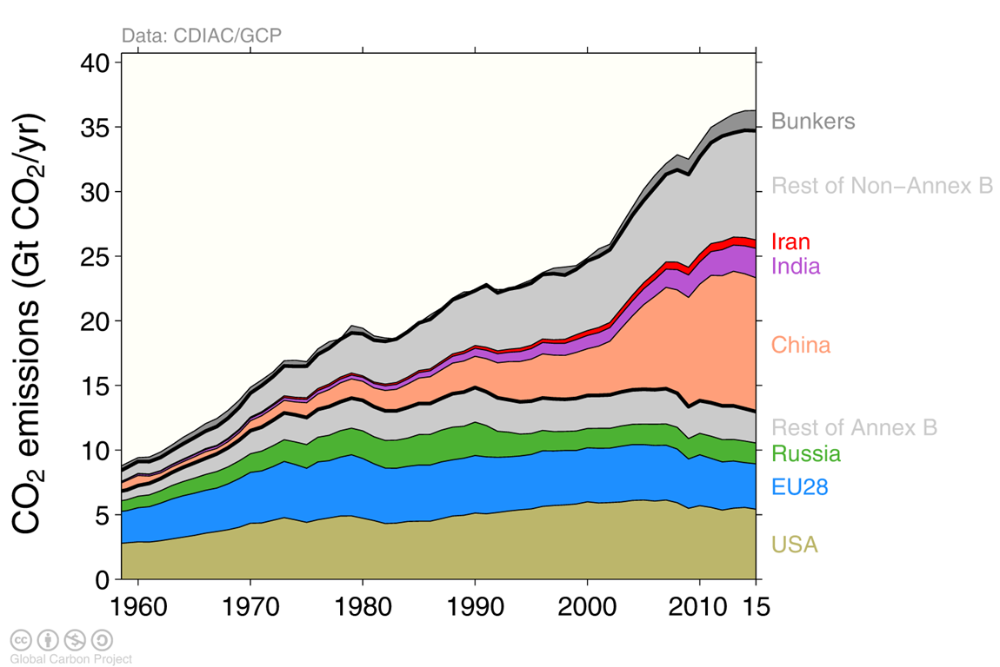 Data: CDIAC/GCP
CO₂ emissions (Gt CO₂/yr)
40
35
30
25
20
15
10
5
0
1960 1970 1980 1990 2000 2010 15
Bunkers
Rest of Non−Annex B
Iran
India
China
Rest of Annex B
Russia
EU28
USA
cc
Global Carbon Project